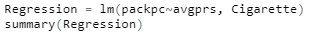 Regression = lm(packpc~avgprs, Cigarette)
summary(Regression)